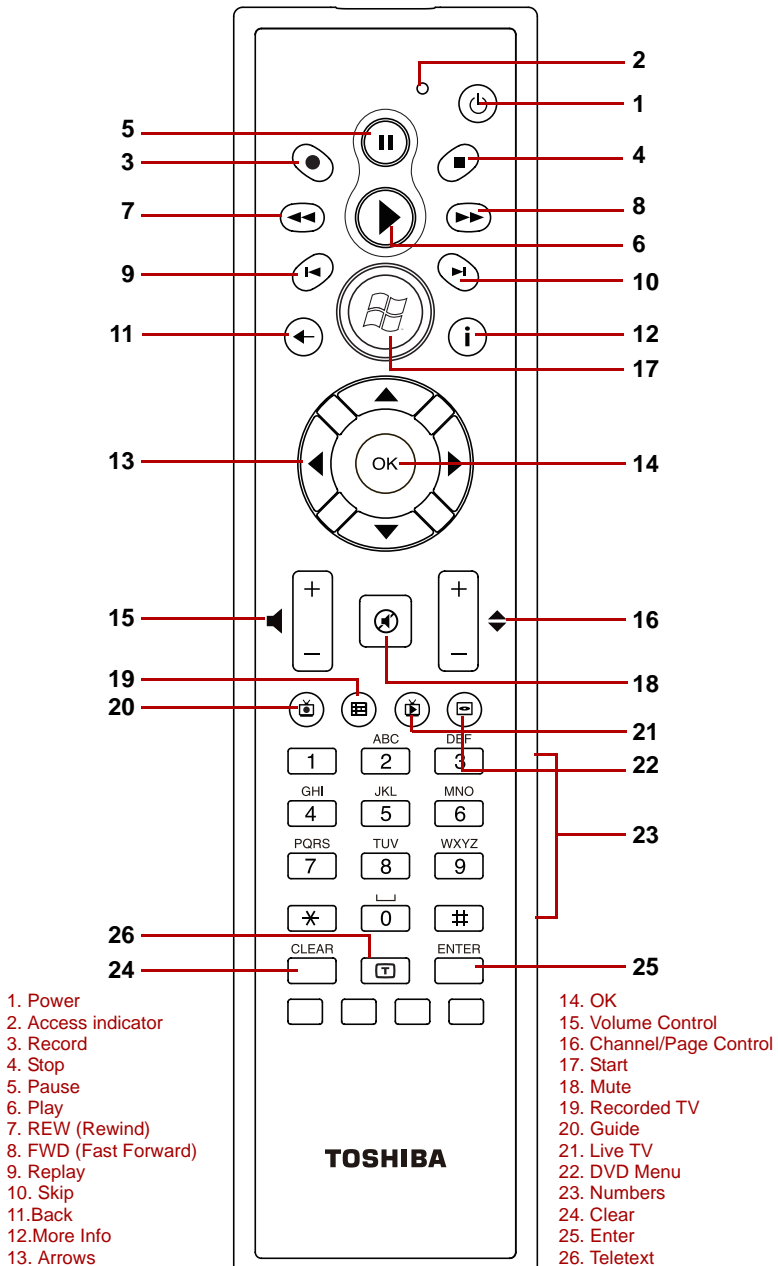 2
1
5
3
4
7
8
6
9
10
11
12
17
13
OK
14
+
+
15
16
–
–
18
19
20
21
22
ABC
DEF
1
2
3
GHI
JKL
MNO
4
5
6
23
PQRS
TUV
WXYZ
7
8
9
*
0
#
26
CLEAR
ENTER
24
T
25
1. Power
2. Access indicator
3. Record
4. Stop
5. Pause
6. Play
7. REW (Rewind)
8. FWD (Fast Forward)
9. Replay
10. Skip
11.Back
12.More Info
13. Arrows
TOSHIBA
14. OK
15. Volume Control
16. Channel/Page Control
17. Start
18. Mute
19. Recorded TV
20. Guide
21. Live TV
22. DVD Menu
23. Numbers
24. Clear
25. Enter
26. Teletext